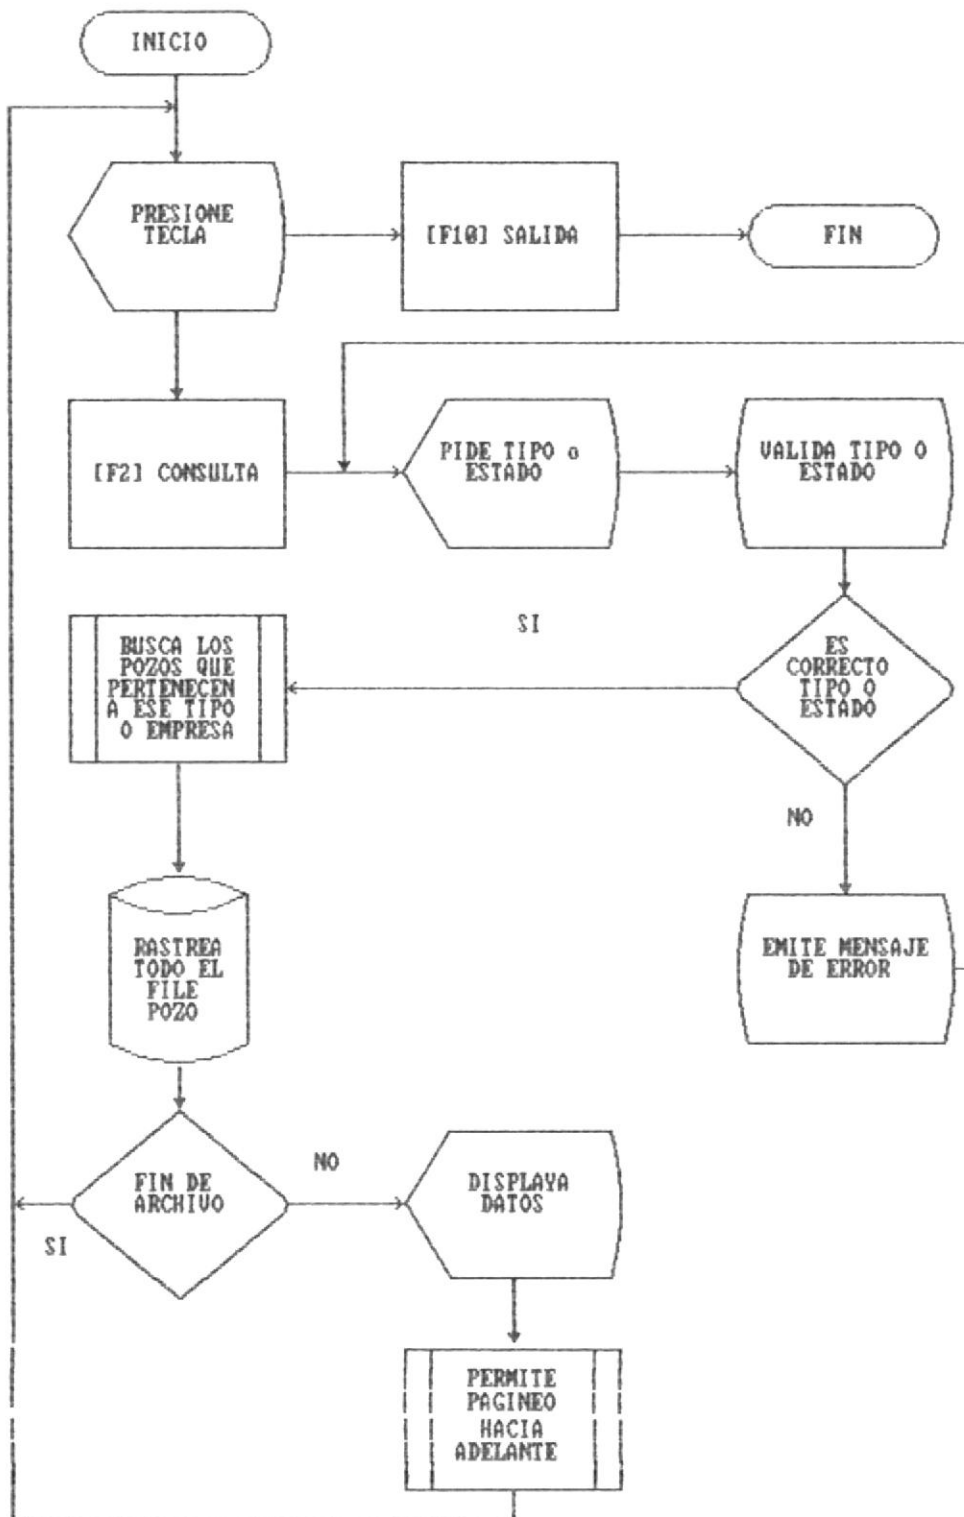 INICIO
PRESIONE
TECLA
[F10] SALIDA
FIN
[F2] CONSULTA
PIDE TIPO o
ESTADO
VALIDA TIPO O
ESTADO
SI
BUSCA LOS
POZOS QUE
PERTENECEN
A ESE TIPO
O EMPRESA
ES
CORRECTO
TIPO O
ESTADO
NO
RASTREA
TODO EL
FILE
POZO
EMITE MENSAJE
DE ERROR
FIN DE
ARCHIVO
NO
SI
DISPLAYA
DATOS
PERMITE
PAGINEO
HACIA
ADELANTE